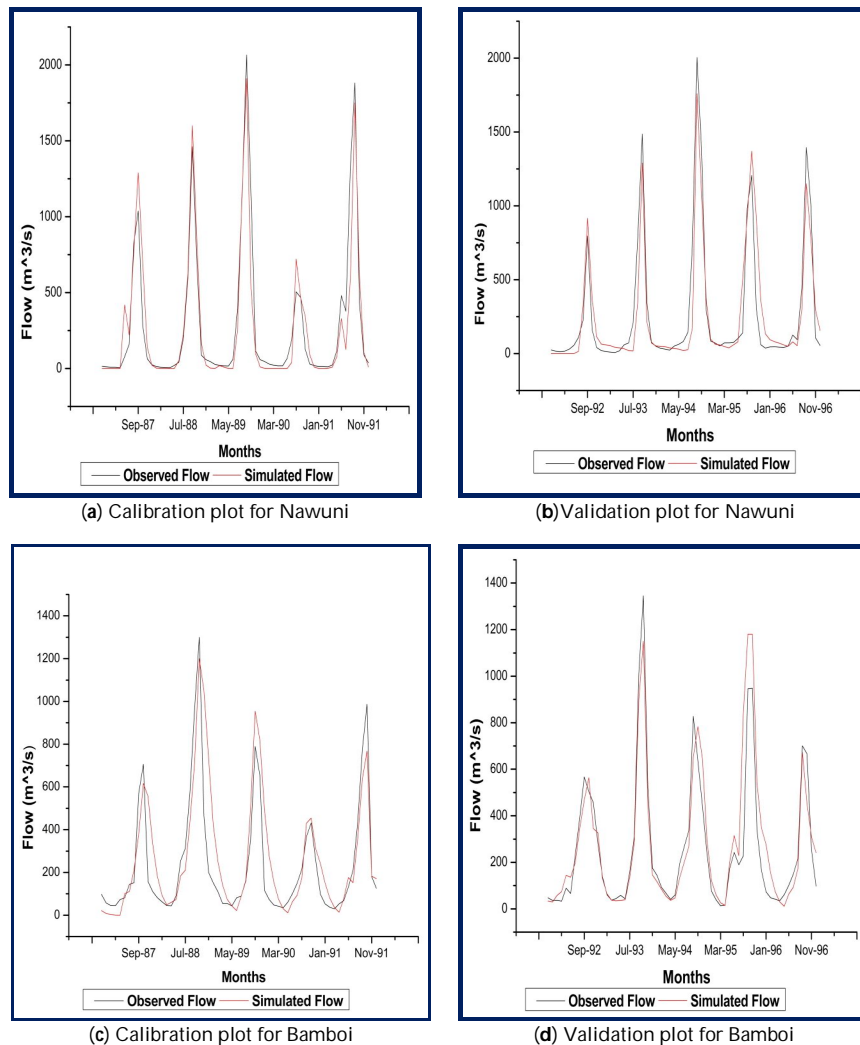 2000
1500
1000
500
0
Flow (m^3/s)
Sep-87 Jul-88 May-89 Mar-90 Jan-91 Nov-91
Months
Observed Flow Simulated Flow
(a) Calibration plot for Nawuni
2000
1500
1000
500
0
Flow (m^3/s)
Sep-92 Jul-93 May-94 Mar-95 Jan-96 Nov-96
Months
Observed Flow Simulated Flow
(b)Validation plot for Nawuni
1400
1200
1000
800
600
400
200
0
Flow (m^3/s)
Sep-87 Jul-88 May-89 Mar-90 Jan-91 Nov-91
Months
Observed Flow Simulated Flow
(c) Calibration plot for Bamboi
1400
1200
1000
800
600
400
200
0
Flow (m^3/s)
Sep-92 Jul-93 May-94 Mar-95 Jan-96 Nov-96
Months
Observed Flow Simulated Flow
(d) Validation plot for Bamboi